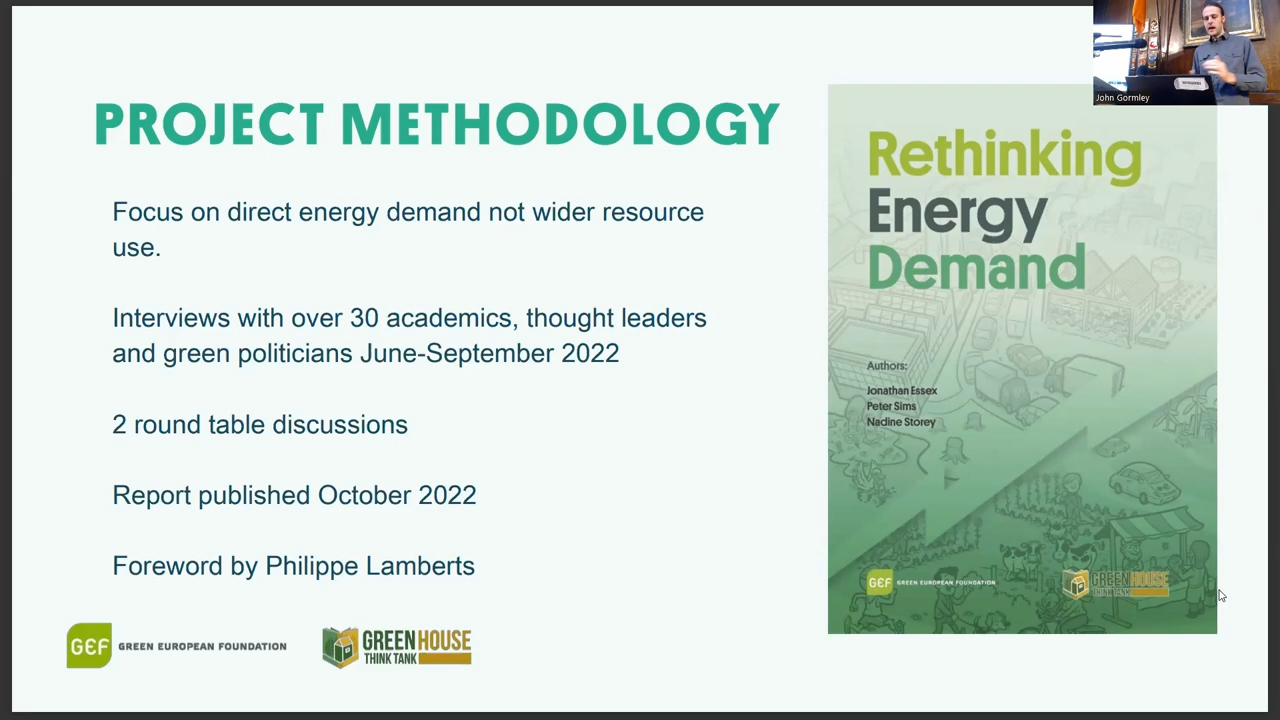 John Gormley
PROJECT METHODOLOGY
Focus on direct energy demand not wider resource
use.
Interviews with over 30 academics, thought leaders
and green politicians June-September 2022
2 round table discussions
Report published October 2022
Foreword by Philippe Lamberts
GEF GREEN EUROPEAN FOUNDATION
GREEN HOUSE
THINK TANK
Rethinking
Energy
Demand
Authors:
Jonathan Essex
Peter Sims
Nadine Storey
GEF GREEN EUROPEAN FOUNDATION
GREEN HOUSE
THINK TANK